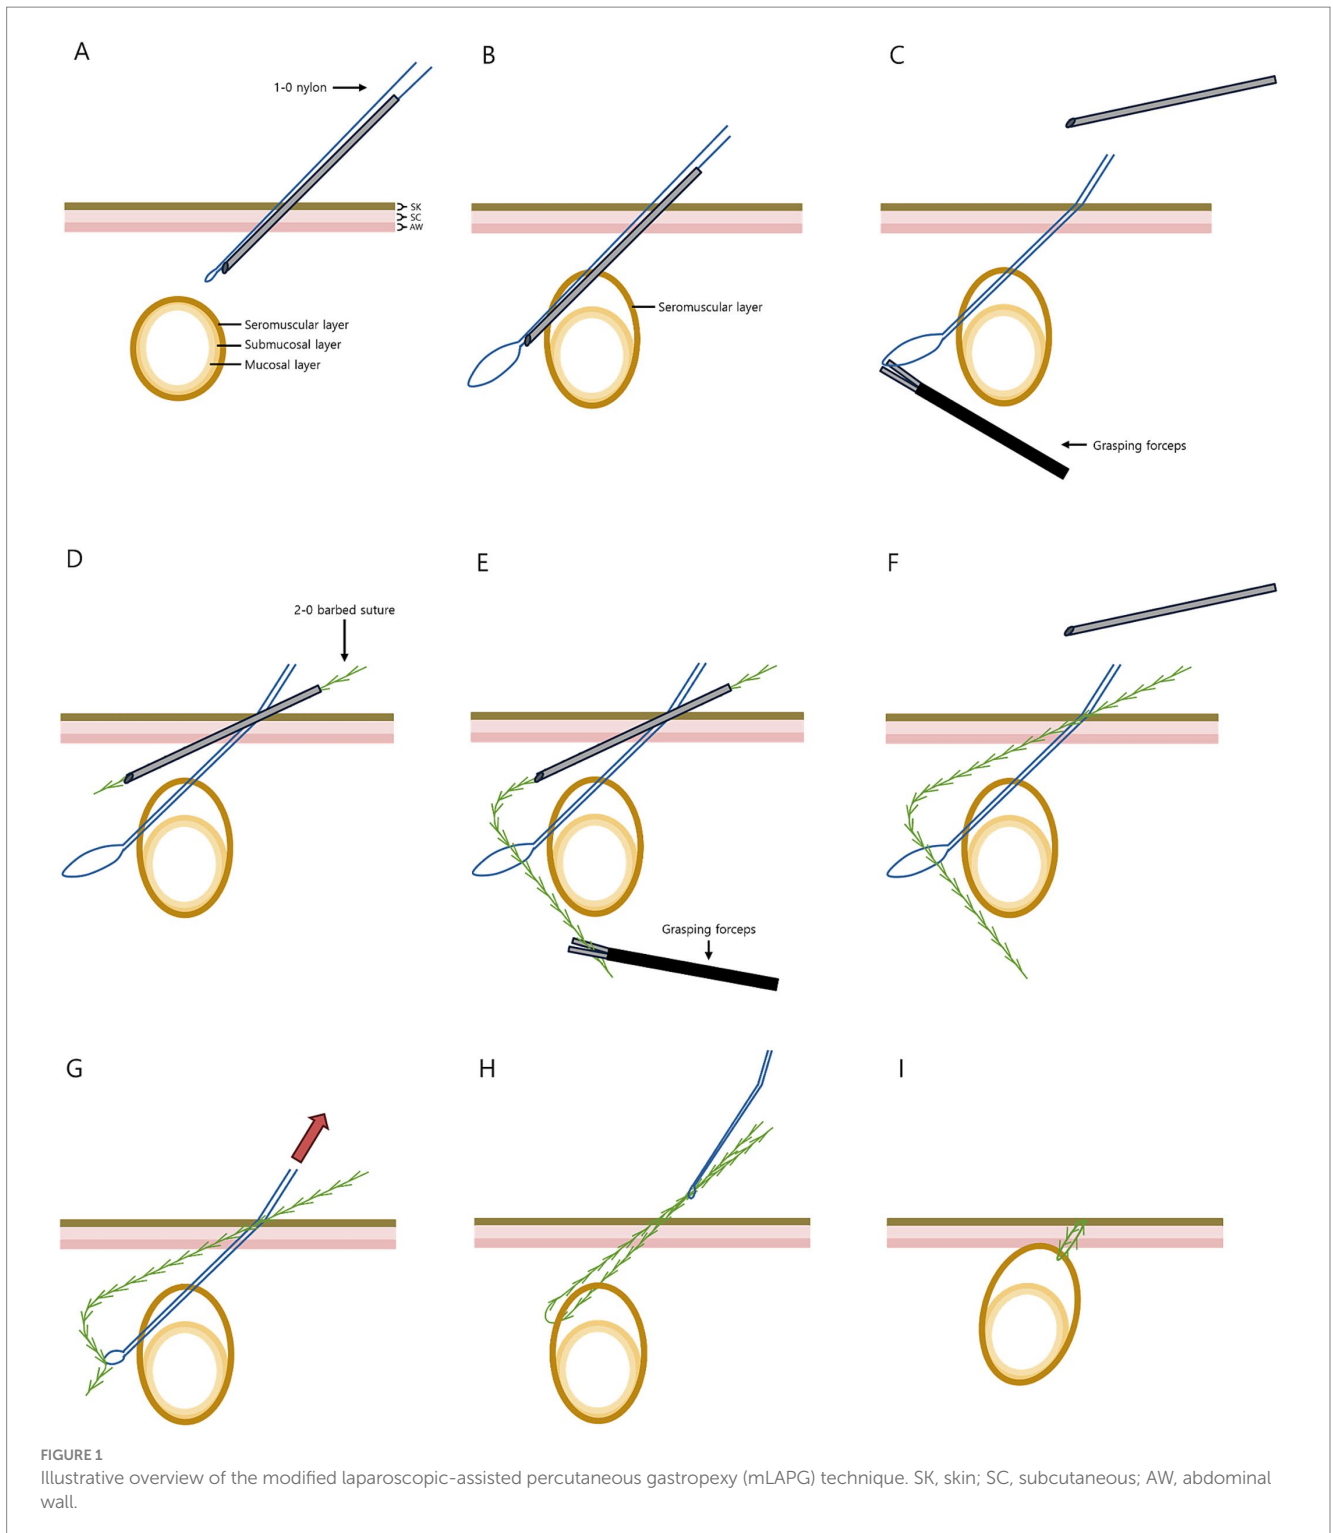 A
B
C
1-0 nylon
SK
SC
AW
Seromuscular layer
Submucosal layer
Mucosal layer
Seromuscular layer
Grasping forceps
D
E
F
2-0 barbed suture
Grasping forceps
G
H
I
FIGURE 1
Illustrative overview of the modified laparoscopic-assisted percutaneous gastropexy (mLAPG) technique. SK, skin; SC, subcutaneous; AW, abdominal
wall.